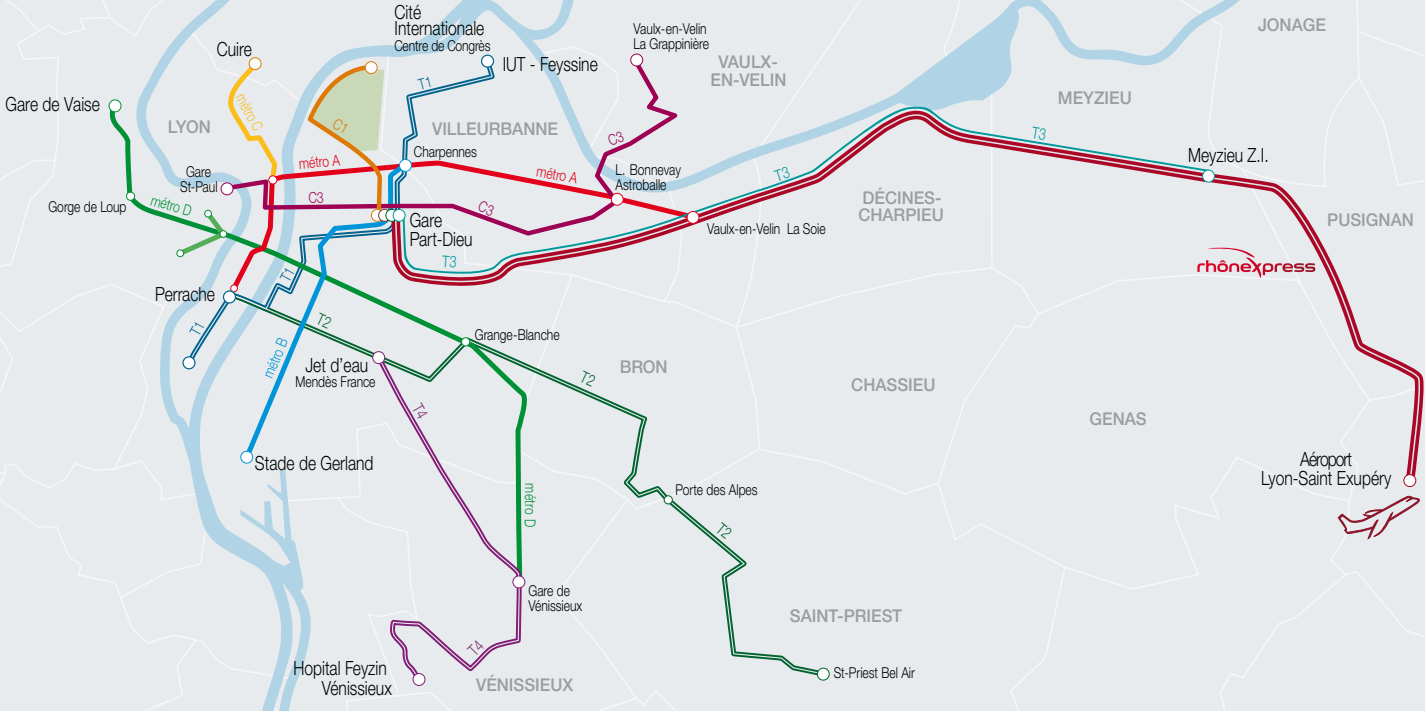 Cité
Internationale
Centre de Congrès
Cuire
T1
IUT - Feyssine
Vaulx-en-Velin
La Grappinière
VAULX-
EN-VELIN
JONAGE
MEYZIEU
Gare de Vaise
métro C
LYON
C1
VILLEURBANNE
C3
T3
Charpennes
Meyzieu Z.I.
métro A
métro A
L. Bonnevay
Astroballe
T3
Gare
St-Paul
Gorge de Loup
métro D
C3
C3
DÉCINES-
CHARPIEU
PUSIGNAN
Gare
Part-Dieu
Vaulx-en-Velin La Soie
T3
rhônexpress
T1
Perrache
T2
T1
métro B
Grange-Blanche
Jet d'eau
Mendès France
BRON
T2
CHASSIEU
T4
GENAS
Stade de Gerland
Aéroport
Lyon-Saint Exupéry
métro D
Porte des Alpes
T2
Gare de
Vénissieux
SAINT-PRIEST
T4
Hopital Feyzin
Vénissieux
VÉNISSIEUX
St-Priest Bel Air